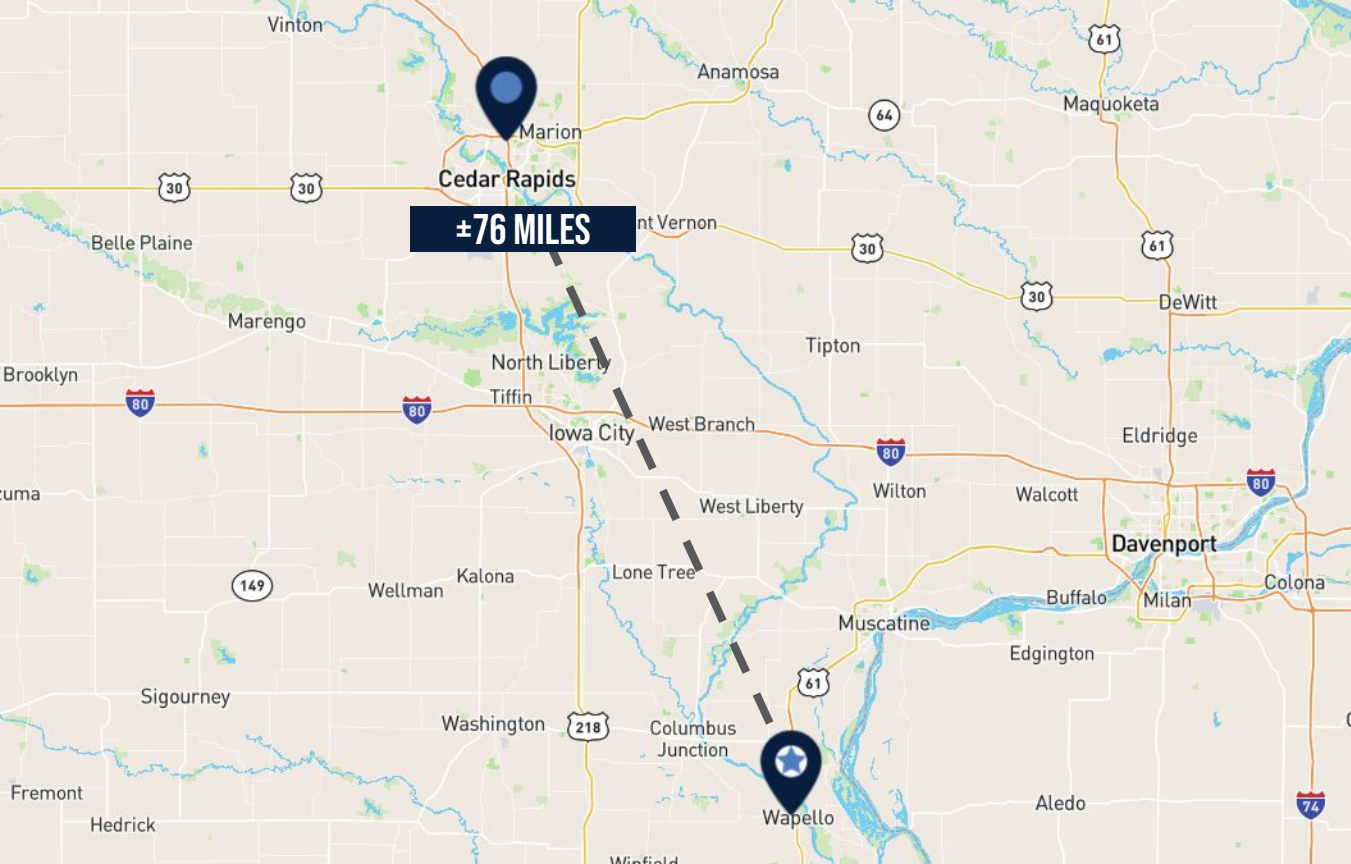 Vinton
61
Anamosa
Maquoketa
64
Marion
Cedar Rapids
30
30
±76 MILES
nt Vernon
Belle Plaine
30
61
30
DeWitt
Marengo
Tipton
North Liberty
Brooklyn
80
80
Tiffin
West Branch
Iowa City
Eldridge
80
80
zuma
Wilton
Walcott
West Liberty
Davenport
Lone Tree
Kalona
149
Wellman
Colona
Buffalo
Milan
Muscatine
Edgington
61
Sigourney
Washington
218
Columbus
Junction
Fremont
Aledo
74
Wapello
Hedrick
Winfield